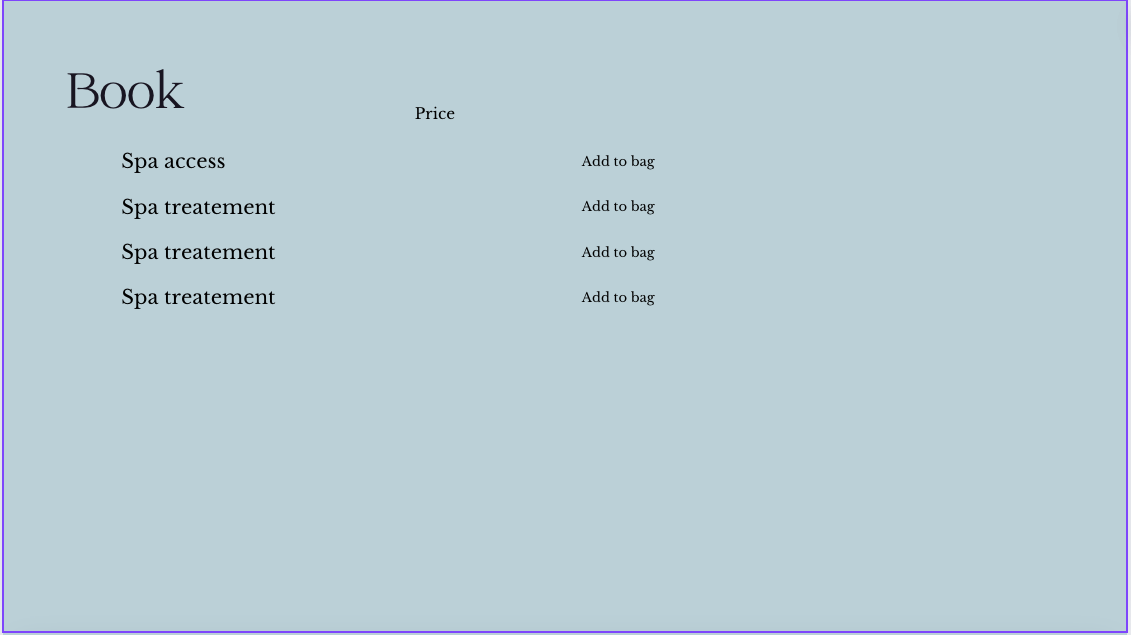 Book
Price
Spa access
Add to bag
Spa treatement
Add to bag
Spa treatement
Add to bag
Spa treatement
Add to bag